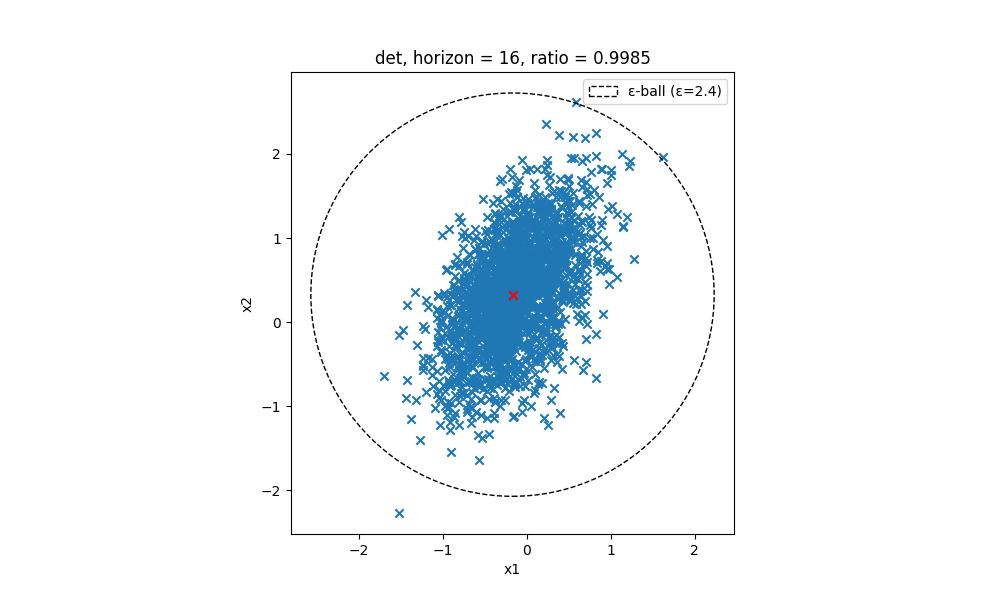 det, horizon = 16, ratio = 0.9985
ε-ball (ε=2.4)
x2
2
1
0
−1
−2
−2
−1
0
1
2
x1